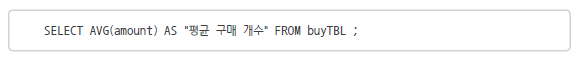 SELECT AVG(amount) AS "평균 구매 개수" FROM buyTBL ;